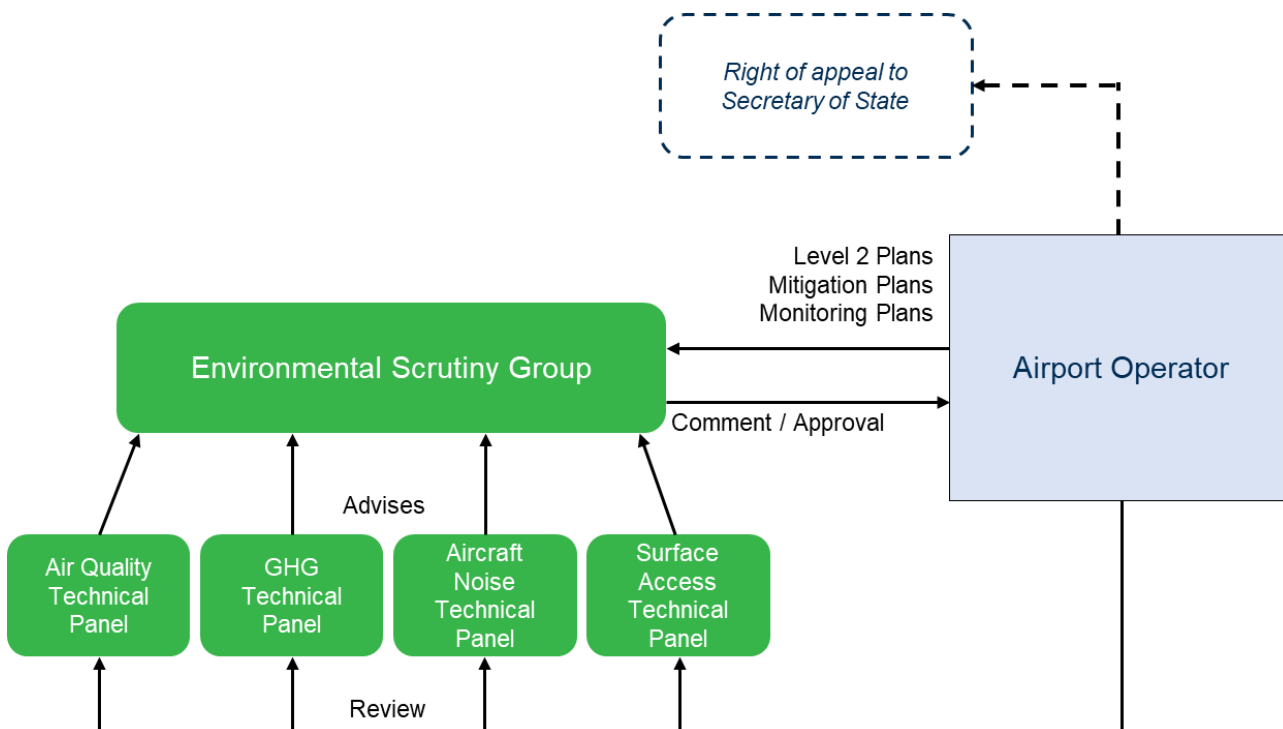 Right of appeal to
Secretary of State
Level 2 Plans
Mitigation Plans
Monitoring Plans
Environmental Scrutiny Group
Airport Operator
Comment / Approval
Advises
Air Quality
Technical
Panel
GHG
Technical
Panel
Aircraft
Noise
Technical
Panel
Surface
Access
Technical
Panel
Review